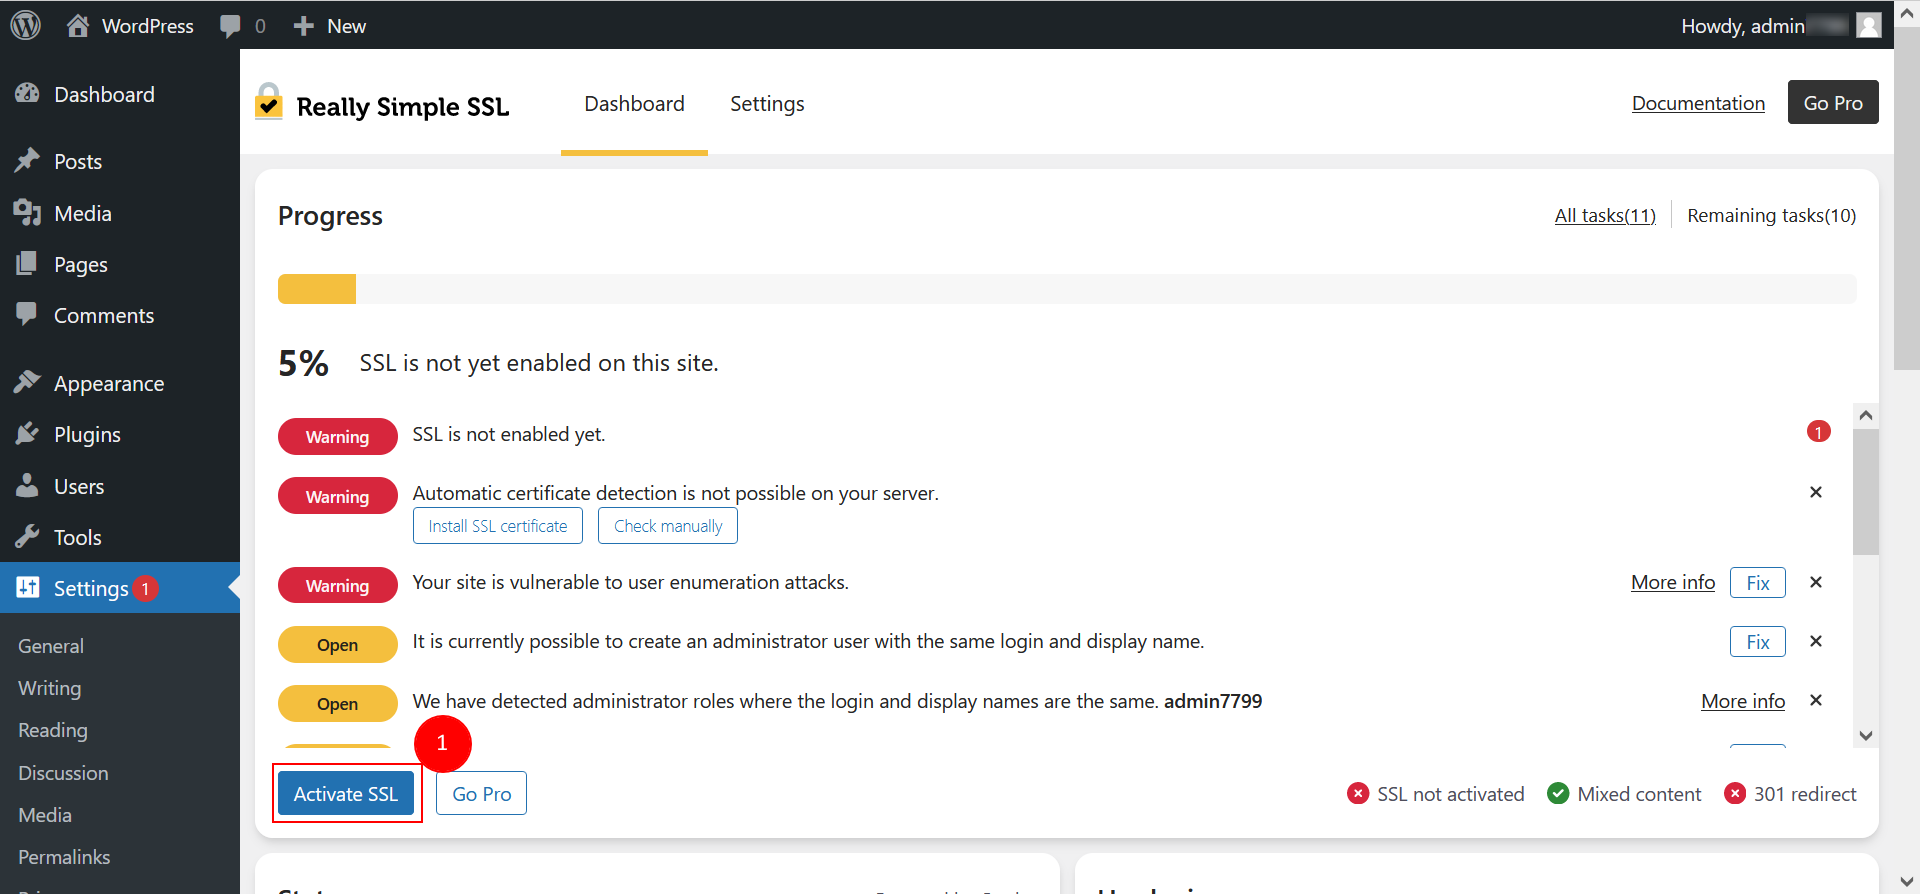 WordPress 0 New Howdy, admin
Dashboard
Posts
Media
Pages
Comments
Appearance
Plugins
Users
Tools
Settings 1
General
Writing
Reading
Discussion
Media
Permalinks
Really Simple SSL Dashboard Settings Documentation Go Pro
Progress All tasks(11) Remaining tasks(10)
5% SSL is not yet enabled on this site.
Warning SSL is not enabled yet. 1
Warning Automatic certificate detection is not possible on your server.
Install SSL certificate Check manually
Warning Your site is vulnerable to user enumeration attacks. More info Fix
Open It is currently possible to create an administrator user with the same login and display name. Fix
Open We have detected administrator roles where the login and display names are the same. admin7799 More info
1
Activate SSL Go Pro SSL not activated Mixed content 301 redirect